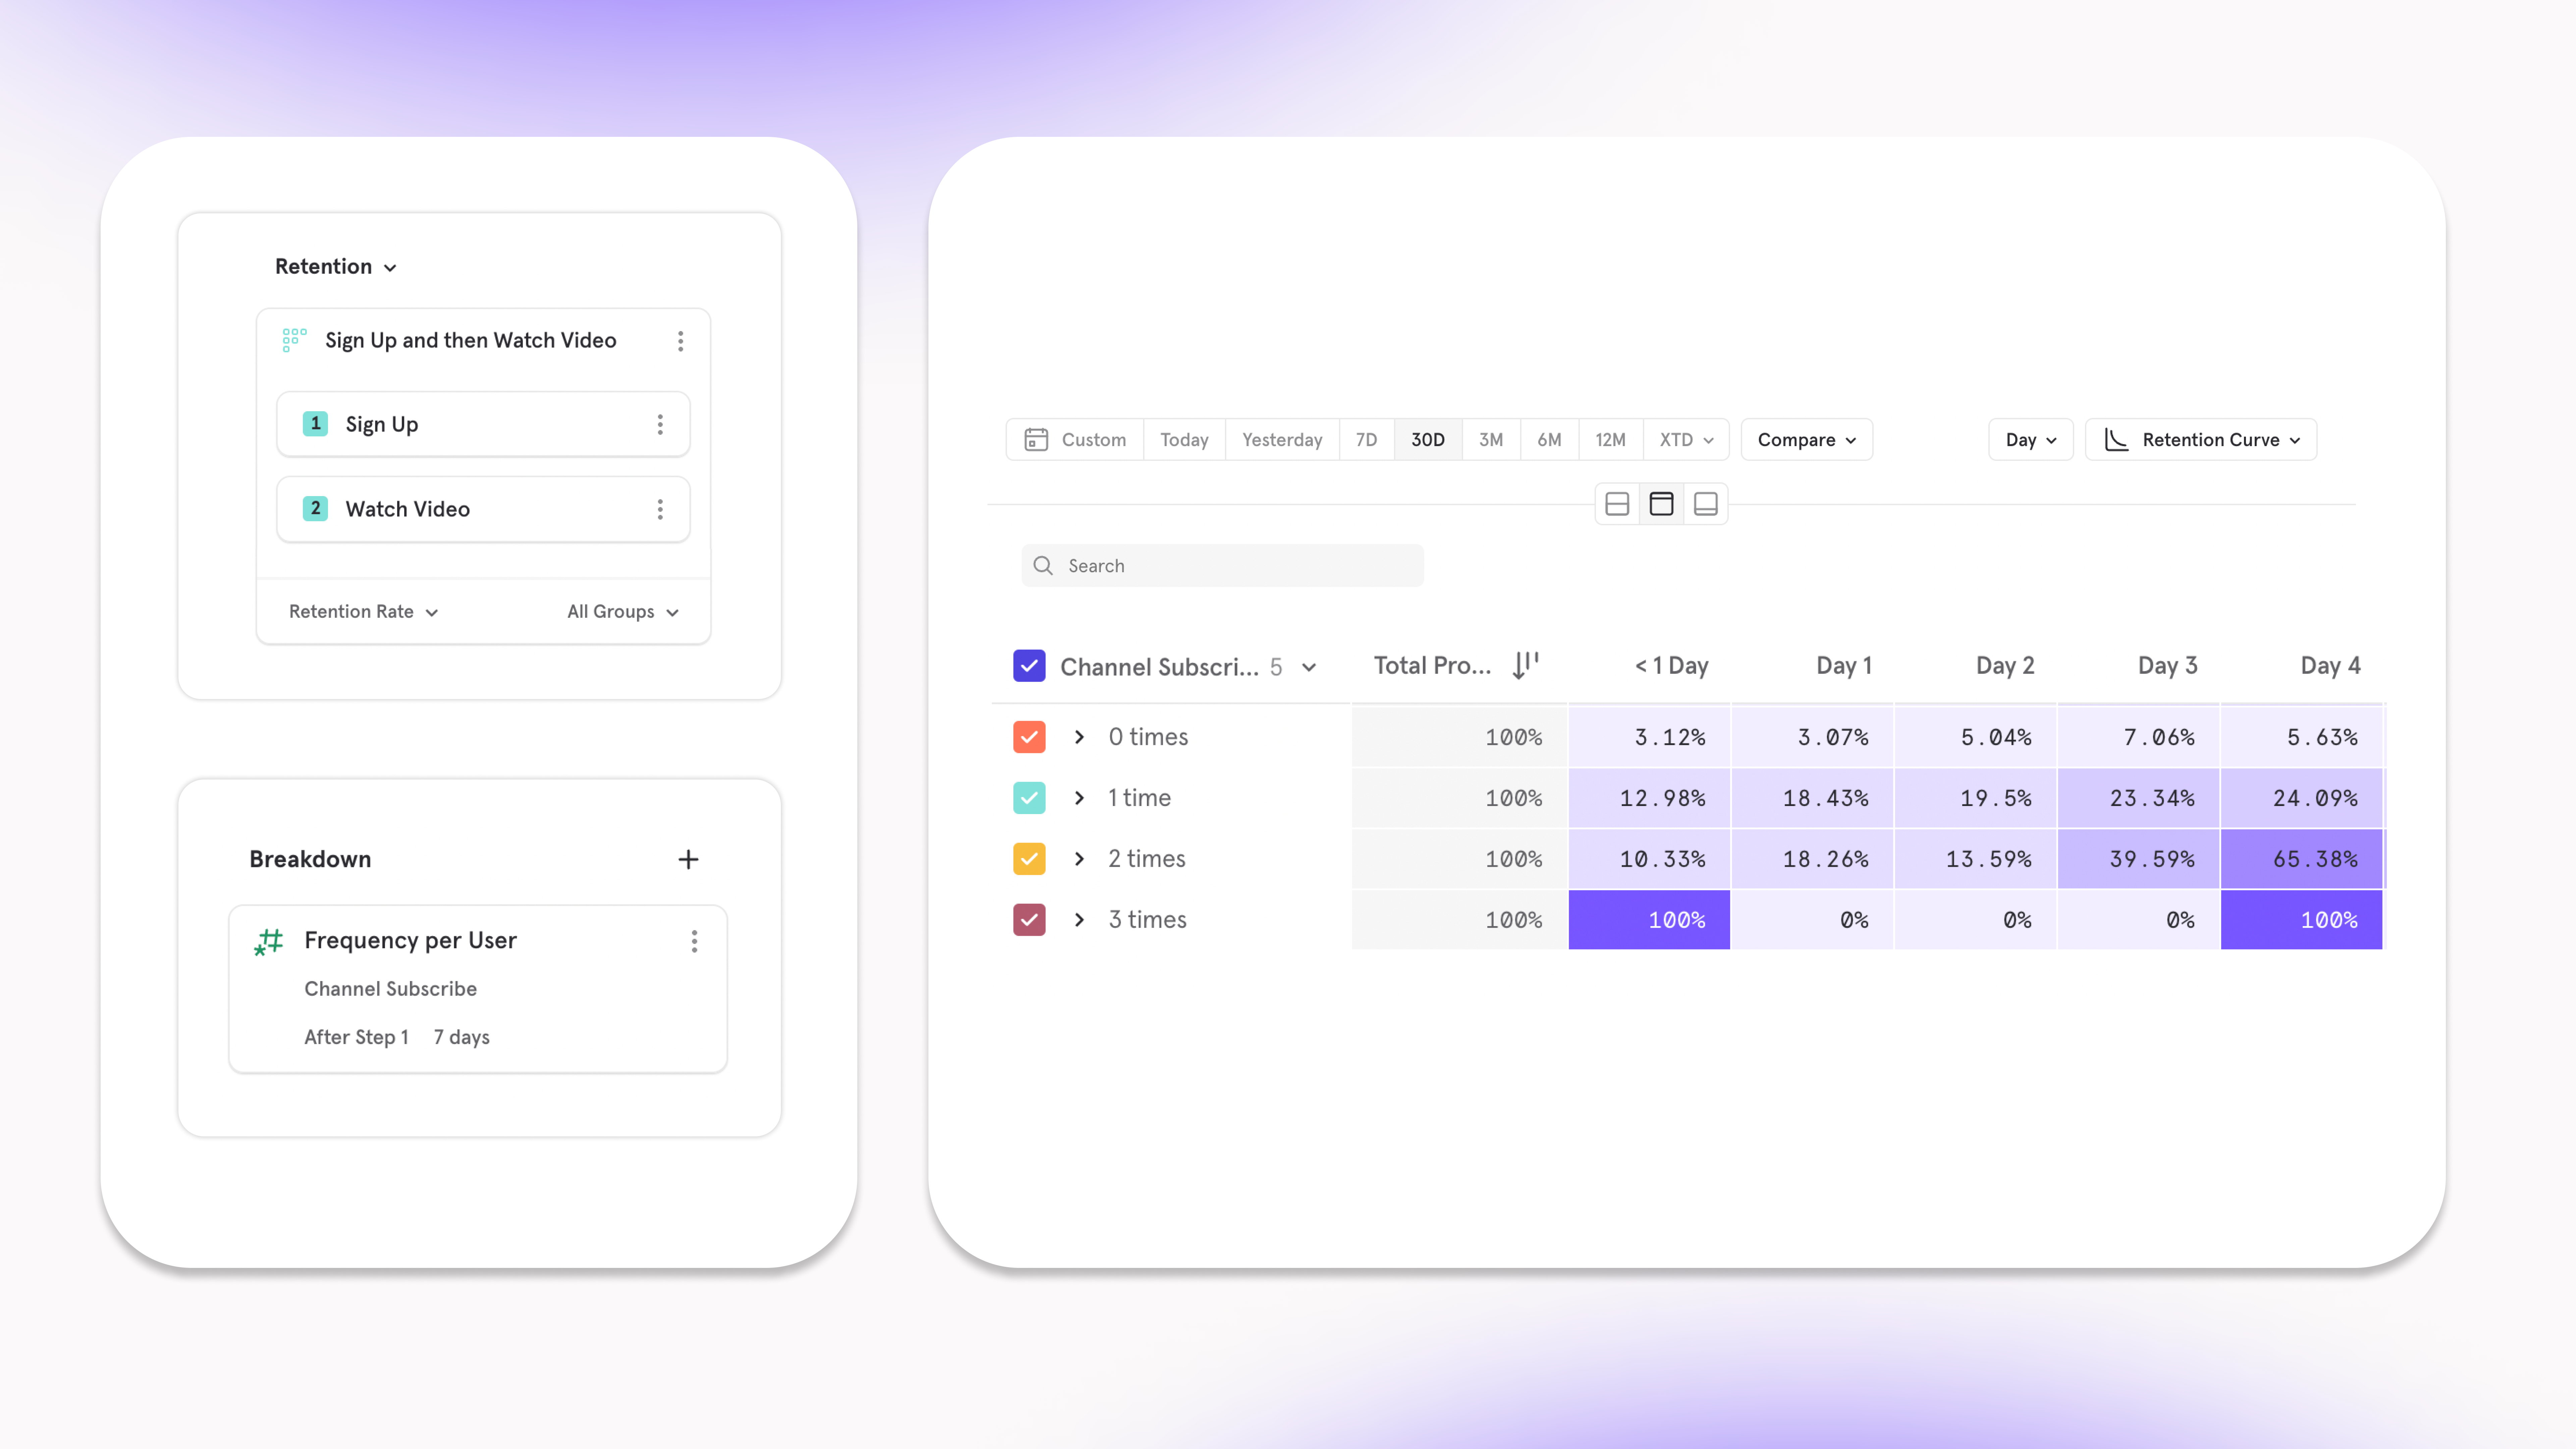 Retention
Sign Up and then Watch Video
1 Sign Up
2 Watch Video
Retention Rate All Groups
Breakdown
Frequency per User
Channel Subscribe
After Step 1 7 days
Custom Today Yesterday 7D 30D 3M 6M 12M XTD Compare Day Retention Curve
Search
Channel Subscri... 5 Total Pro... < 1 Day Day 1 Day 2 Day 3 Day 4
0 times 100% 3.12% 3.07% 5.04% 7.06% 5.63%
1 time 100% 12.98% 18.43% 19.5% 23.34% 24.09%
2 times 100% 10.33% 18.26% 13.59% 39.59% 65.38%
3 times 100% 100% 0% 0% 0% 100%